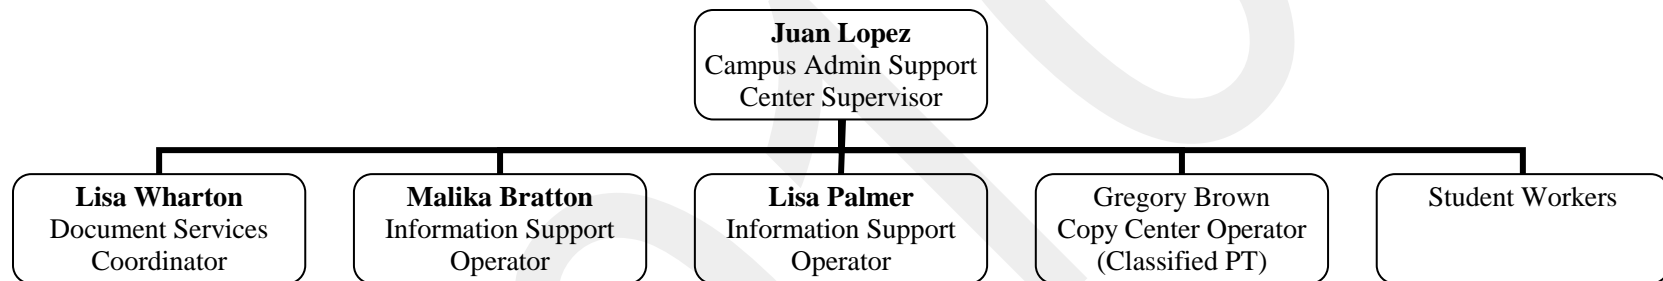 Juan Lopez
Campus Admin Support
Center Supervisor
Lisa Wharton
Document Services
Coordinator
Malika Bratton
Information Support
Operator
Lisa Palmer
Information Support
Operator
Gregory Brown
Copy Center Operator
(Classified PT)
Student Workers